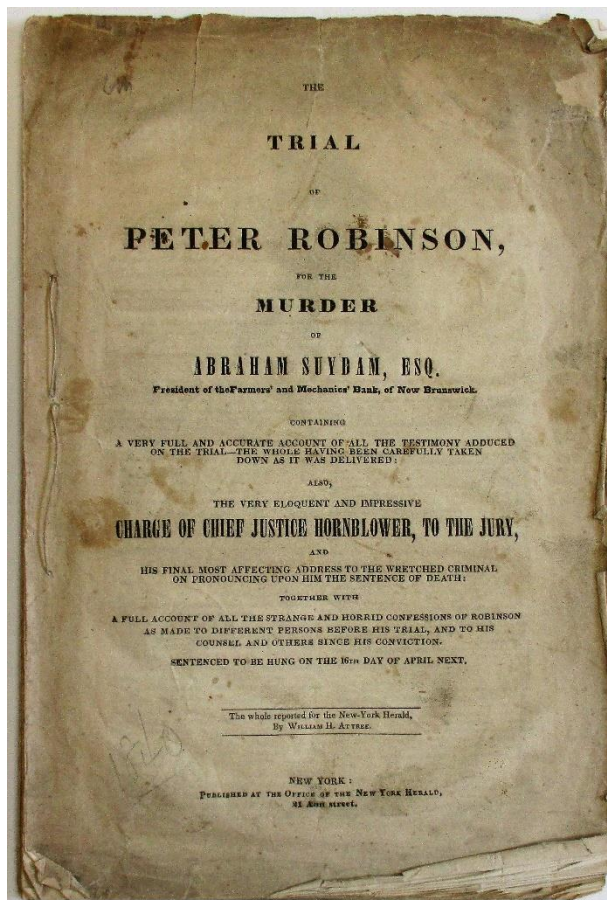 THE
TRIAL
OF
PETER ROBINSON,
FOR THE
MURDER
OF
ABRAHAM SUYDAM, ESQ.
President of theFarmers' and Mechanics' Bank, of New Brunswick.
CONTAINING
A VERY FULL AND ACCURATE ACCOUNT OF ALL THE TESTIMONY ADDUCED
ON THE TRIAL—THE WHOLE HAVING BEEN CAREFULLY TAKEN
DOWN AS IT WAS DELIVERED:
ALSO,
THE VERY ELOQUENT AND IMPRESSIVE
CHARGE OF CHIEF JUSTICE HORNBLOWER, TO THE JURY,
AND
HIS FINAL MOST AFFECTING ADDRESS TO THE WRETCHED CRIMINAL
ON PRONOUNCING UPON HIM THE SENTENCE OF DEATH:
TOGETHER WITH
A FULL ACCOUNT OF ALL THE STRANGE AND HORRID CONFESSIONS OF ROBINSON
AS MADE TO DIFFERENT PERSONS BEFORE HIS TRIAL, AND TO HIS
COUNSEL AND OTHERS SINCE HIS CONVICTION.
SENTENCED TO BE HUNG ON THE 16TH DAY OF APRIL NEXT.
The whole reported for the New-York Herald,
By WILLIAM H. ATTREE.
NEW YORK:
PUBLISHED AT THE OFFICE OF THE NEW YORK HERALD,
21 Ann street.